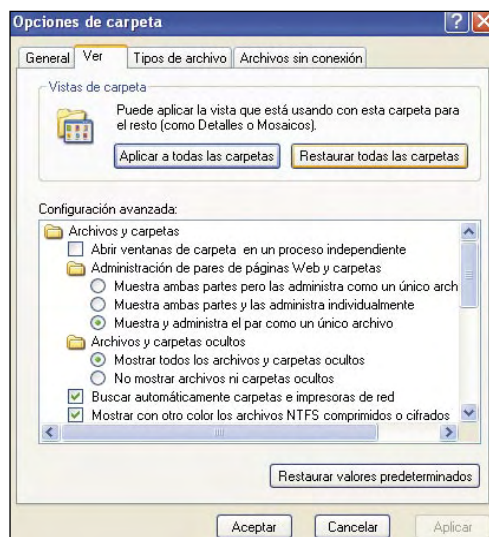 Opciones de carpeta
General
Ver
Tipos de archivo
Archivos sin conexión
Vistas de carpeta
Puede aplicar la vista que está usando con esta carpeta para
el resto (como Detalles o Mosaicos).
Aplicar a todas las carpetas
Restaurar todas las carpetas
Configuración avanzada:
Archivos y carpetas
Abrir ventanas de carpeta en un proceso independiente
Administración de pares de páginas Web y carpetas
Muestra ambas partes pero las administra como un único arch
Muestra ambas partes y las administra individualmente
Muestra y administra el par como un único archivo
Archivos y carpetas ocultos
Mostrar todos los archivos y carpetas ocultos
No mostrar archivos ni carpetas ocultos
Buscar automáticamente carpetas e impresoras de red
Mostrar con otro color los archivos NTFS comprimidos o cifrados
Restaurar valores predeterminados
Aceptar
Cancelar
Aplicar